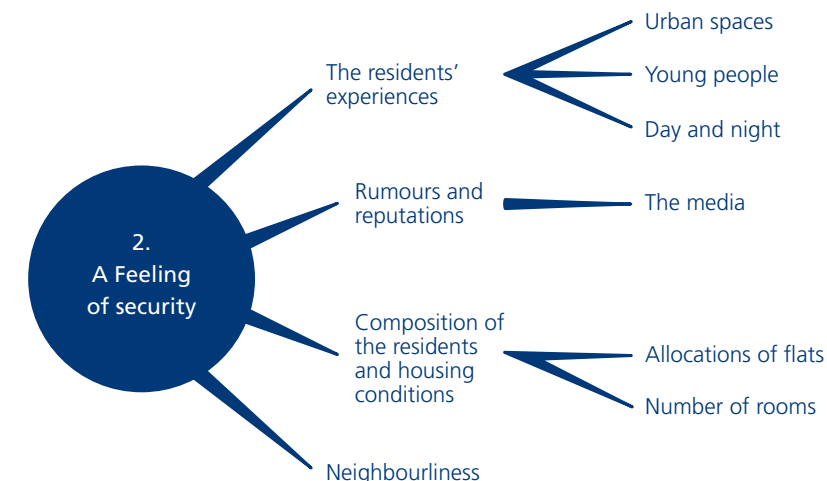 2.
A Feeling
of security
The residents'
experiences
Urban spaces
Young people
Day and night
Rumours and
reputations
The media
Composition of
the residents
and housing
conditions
Allocations of flats
Number of rooms
Neighbourliness